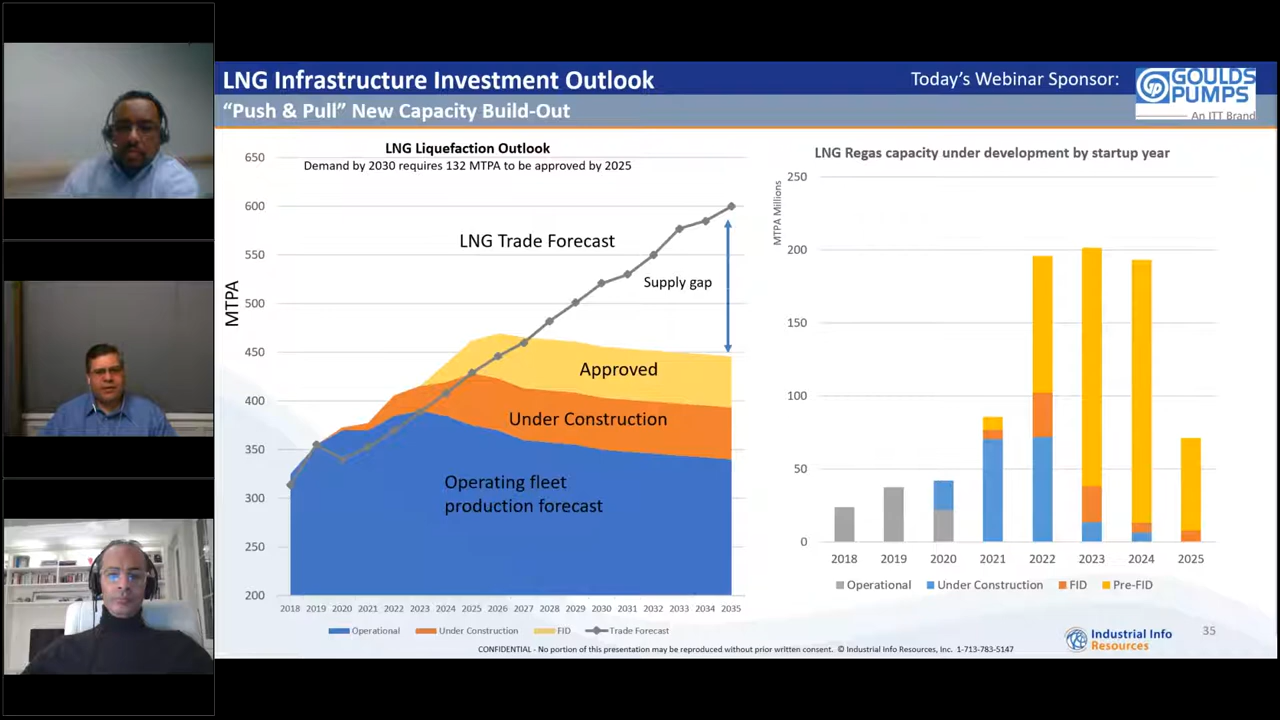 LNG Infrastructure Investment Outlook
Today's Webinar Sponsor:
GOULDS
PUMPS
An ITT Brand
“Push & Pull” New Capacity Build-Out
LNG Liquefaction Outlook
Demand by 2030 requires 132 MTPA to be approved by 2025
MTPA
650
600
550
500
450
400
350
300
250
200
LNG Trade Forecast
Supply gap
Approved
Under Construction
Operating fleet
production forecast
2018 2019 2020 2021 2022 2023 2024 2025 2026 2027 2028 2029 2030 2031 2032 2033 2034 2035
Operational Under Construction FID Trade Forecast
LNG Regas capacity under development by startup year
MTPA Millions
250
200
150
100
50
0
2018 2019 2020 2021 2022 2023 2024 2025
Operational Under Construction FID Pre-FID
Industrial Info
Resources
35
CONFIDENTIAL - No portion of this presentation may be reproduced without prior written consent. © Industrial Info Resources, Inc. 1-713-783-5147